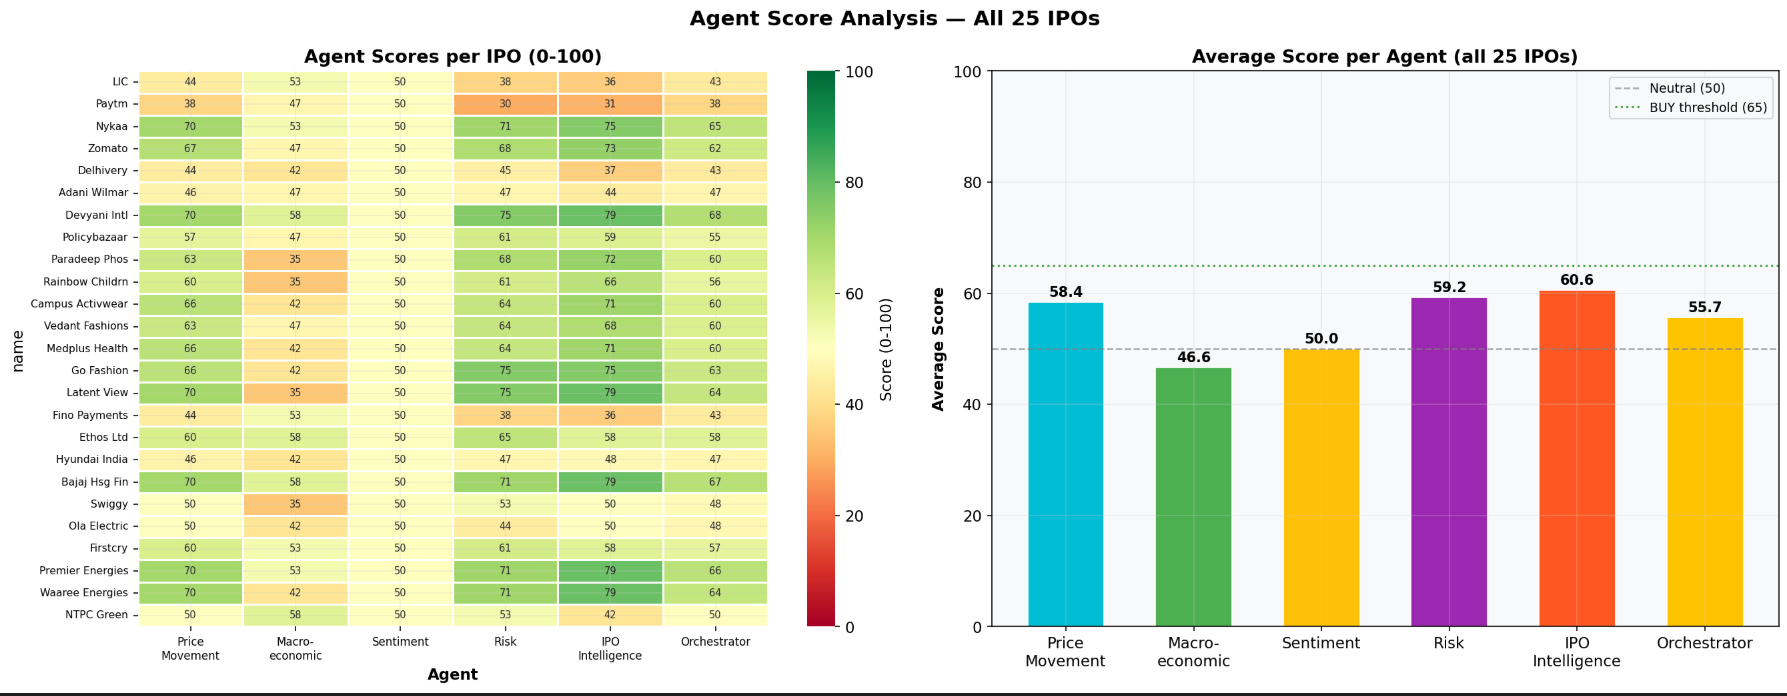 Agent Score Analysis — All 25 IPOs
Agent Scores per IPO (0-100)
name
LIC 44 53 50 38 36 43
Paytm 38 47 50 30 31 38
Nykaa 70 53 50 71 75 65
Zomato 67 47 50 68 73 62
Delhivery 44 42 50 45 37 43
Adani Wilmar 46 47 50 47 44 47
Devyani Intl 70 58 50 75 79 68
Policybazaar 57 47 50 61 59 55
Paradeep Phos 63 35 50 68 72 60
Rainbow Childrn 60 35 50 61 66 56
Campus Activwear 66 42 50 64 71 60
Vedant Fashions 63 47 50 64 68 60
Medplus Health 66 42 50 64 71 60
Go Fashion 66 42 50 75 75 63
Latent View 70 35 50 75 79 64
Fino Payments 44 53 50 38 36 43
Ethos Ltd 60 58 50 65 58 58
Hyundai India 46 42 50 47 48 47
Bajaj Hsg Fin 70 58 50 71 79 67
Swiggy 50 35 50 53 50 48
Ola Electric 50 42 50 44 50 48
Firstcry 60 53 50 61 58 57
Premier Energies 70 53 50 71 79 66
Waaree Energies 70 42 50 71 79 64
NTPC Green 50 58 50 53 42 50
Price Movement
Macro-economic
Sentiment
Risk
IPO Intelligence
Orchestrator
Agent
100
80
60
40
20
0
Score (0-100)
Average Score per Agent (all 25 IPOs)
Neutral (50)
BUY threshold (65)
Average Score
100
80
60
40
20
0
58.4
46.6
50.0
59.2
60.6
55.7
Price Movement
Macro-economic
Sentiment
Risk
IPO Intelligence
Orchestrator